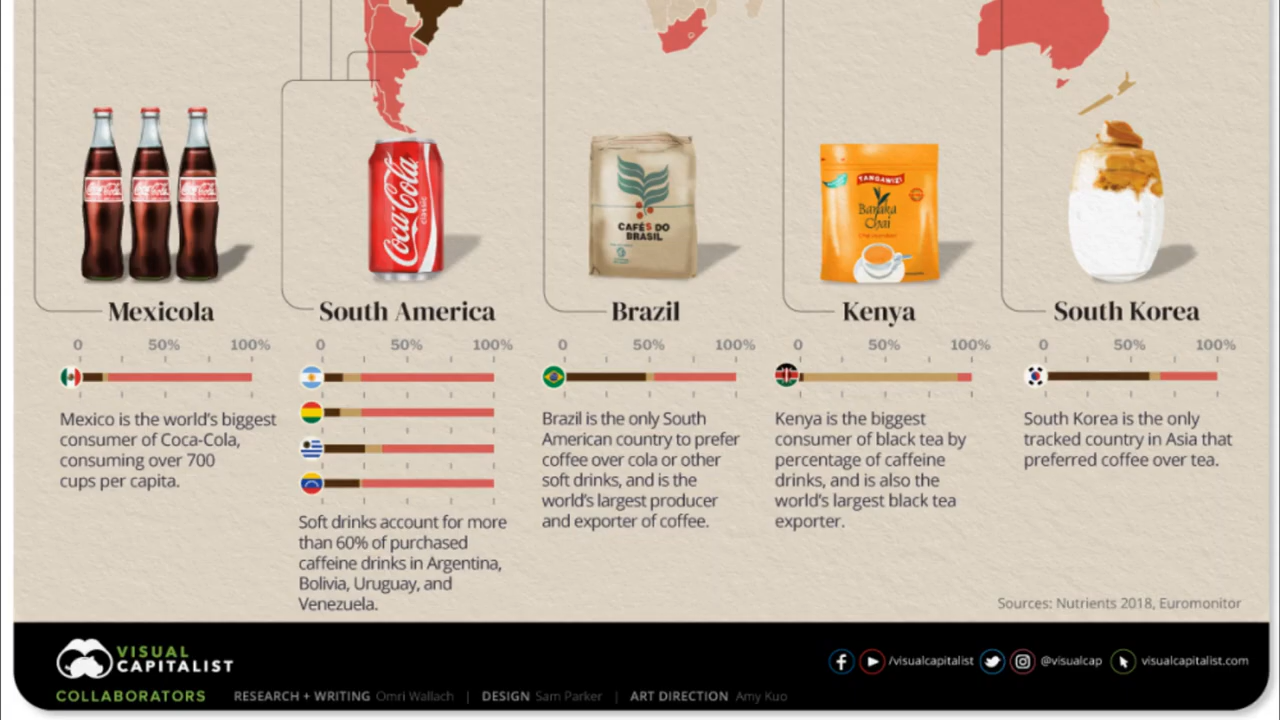 Coca-Cola
classic
CAFÉS DO
BRASIL
TANGAWIZI
Baraka
Chai
Mexicola
South America
Brazil
Kenya
South Korea
0 50% 100%
0 50% 100%
0 50% 100%
0 50% 100%
0 50% 100%
Mexico is the world's biggest
consumer of Coca-Cola,
consuming over 700
cups per capita.
Soft drinks account for more
than 60% of purchased
caffeine drinks in Argentina,
Bolivia, Uruguay, and
Venezuela.
Brazil is the only South
American country to prefer
coffee over cola or other
soft drinks, and is the
world's largest producer
and exporter of coffee.
Kenya is the biggest
consumer of black tea by
percentage of caffeine
drinks, and is also the
world's largest black tea
exporter.
South Korea is the only
tracked country in Asia that
preferred coffee over tea.
Sources: Nutrients 2018, Euromonitor
VISUAL
CAPITALIST
/visualcapitalist @visualcap visualcapitalist.com
COLLABORATORS RESEARCH + WRITING Omri Wallach | DESIGN Sam Parker | ART DIRECTION Amy Kuo